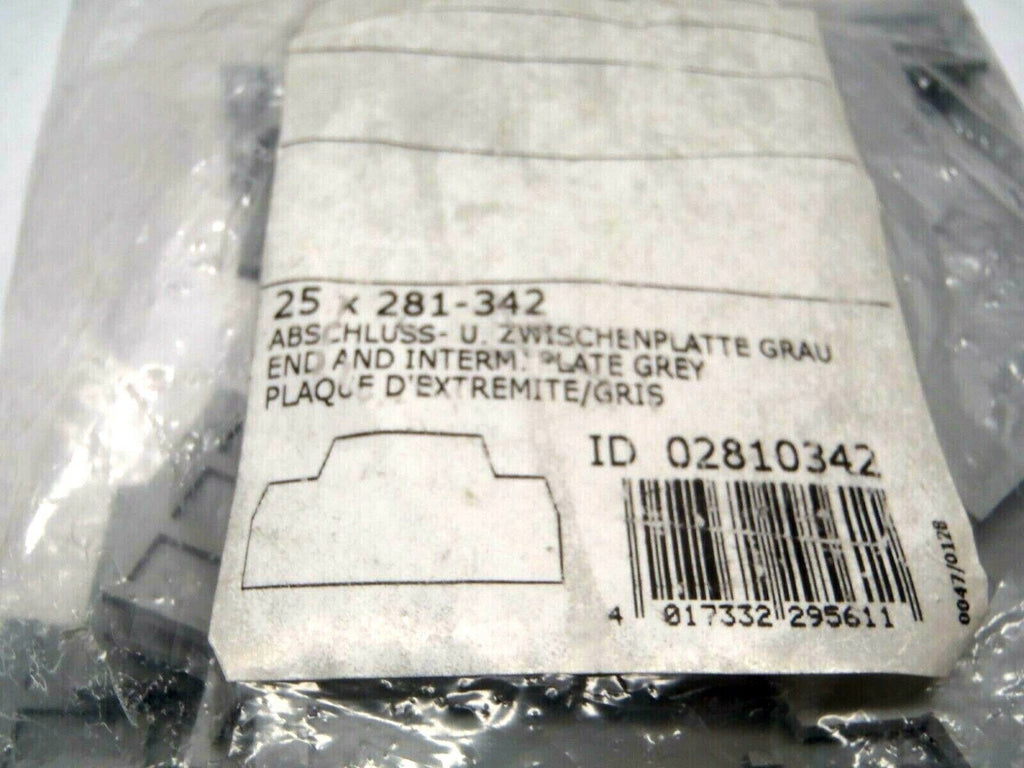 25 x 281-342
ABSCHLUSS- U. ZWISCHENPLATTE GRAU
END AND INTERM. PLATE GREY
PLAQUE D'EXTREMITE/GRIS
ID 02810342
4 017332 295611
0047/0128